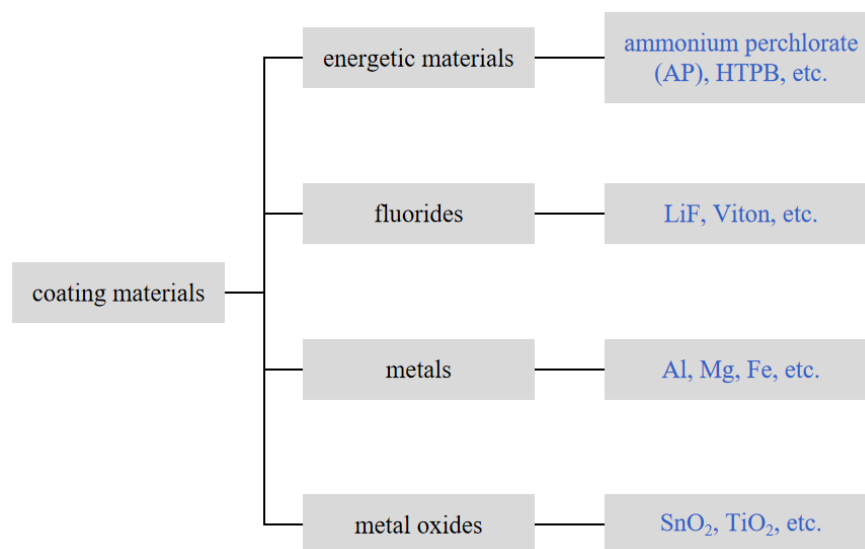 coating materials
energetic materials
ammonium perchlorate
(AP), HTPB, etc.
fluorides
LiF, Viton, etc.
metals
Al, Mg, Fe, etc.
metal oxides
SnO₂, TiO₂, etc.